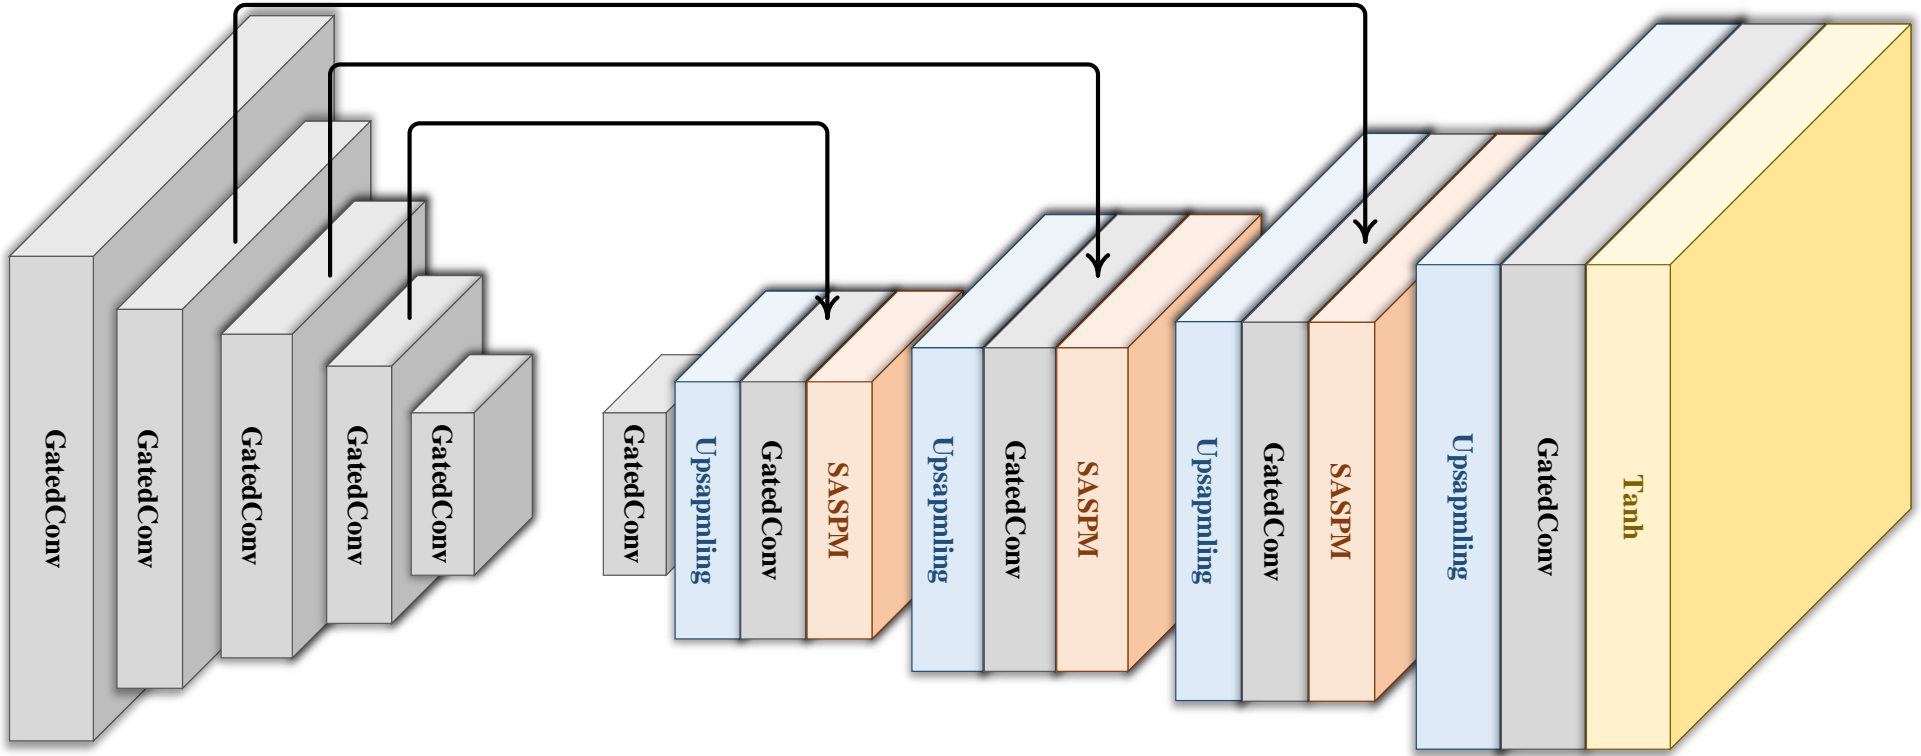 GatedConv
GatedConv
GatedConv
GatedConv
GatedConv
GatedConv
Upsapmling
GatedConv
SASPM
Upsapmling
GatedConv
SASPM
Upsapmling
GatedConv
SASPM
Upsapmling
GatedConv
Tanh